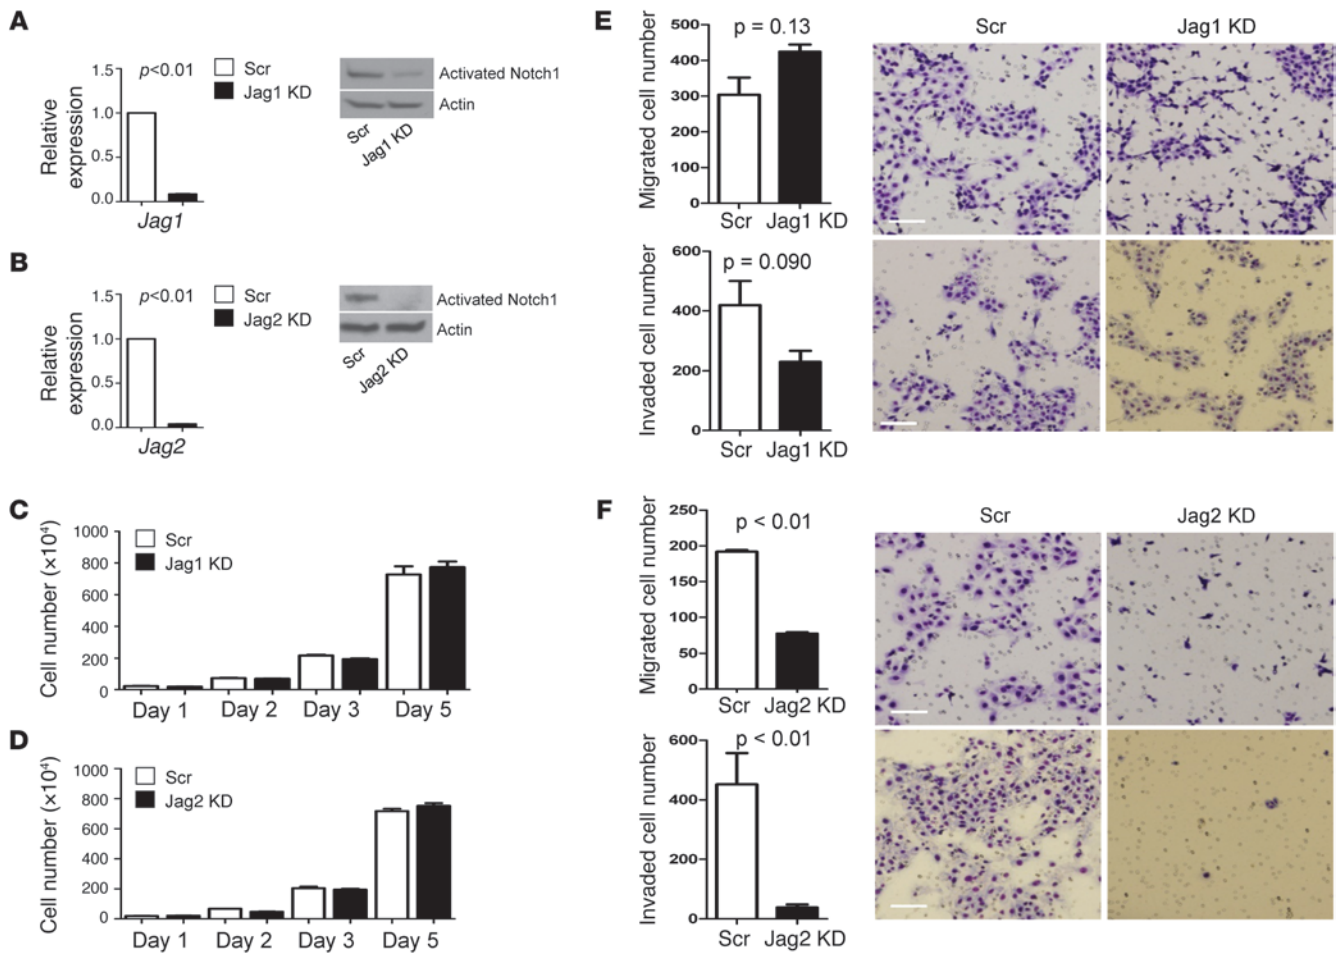 A
Relative
expression
1.5
1.0
0.5
0.0
p<0.01
Jag1
Scr
Jag1 KD
Activated Notch1
Actin
Scr
Jag1 KD
B
Relative
expression
1.5
1.0
0.5
0.0
p<0.01
Jag2
Scr
Jag2 KD
Activated Notch1
Actin
Scr
Jag2 KD
C
Cell number (×10⁴)
1000
800
600
400
200
0
Scr
Jag1 KD
Day 1 Day 2 Day 3 Day 5
D
Cell number (×10⁴)
1000
800
600
400
200
0
Scr
Jag2 KD
Day 1 Day 2 Day 3 Day 5
E
Migrated cell number
500
400
300
200
100
0
p = 0.13
Scr Jag1 KD
Scr Jag1 KD
Invaded cell number
600
400
200
0
p = 0.090
Scr Jag1 KD
F
Migrated cell number
250
200
150
100
50
0
p < 0.01
Scr Jag2 KD
Scr Jag2 KD
Invaded cell number
600
400
200
0
p < 0.01
Scr Jag2 KD